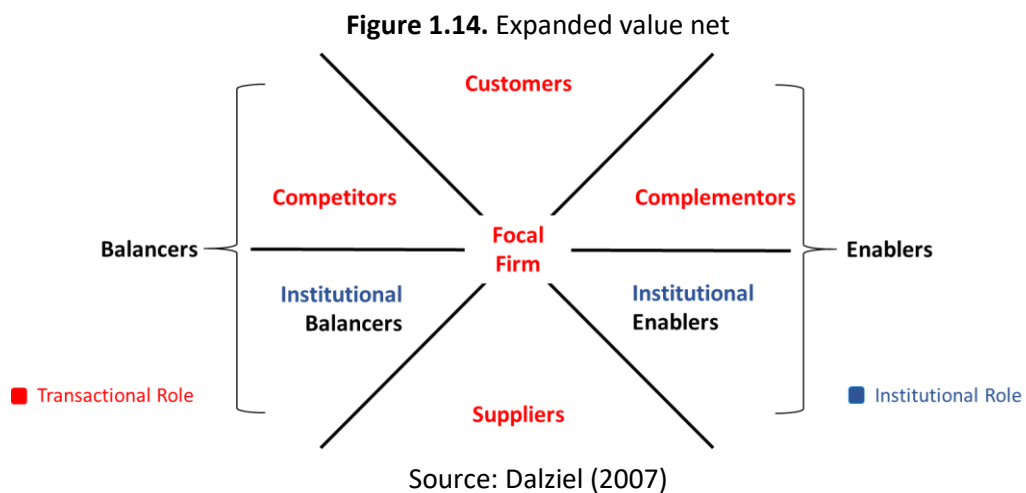 Figure 1.14. Expanded value net
Customers
Competitors
Complementors
Focal
Firm
Balancers
Enablers
Institutional
Balancers
Institutional
Enablers
Transactional Role
Institutional Role
Suppliers
Source: Dalziel (2007)